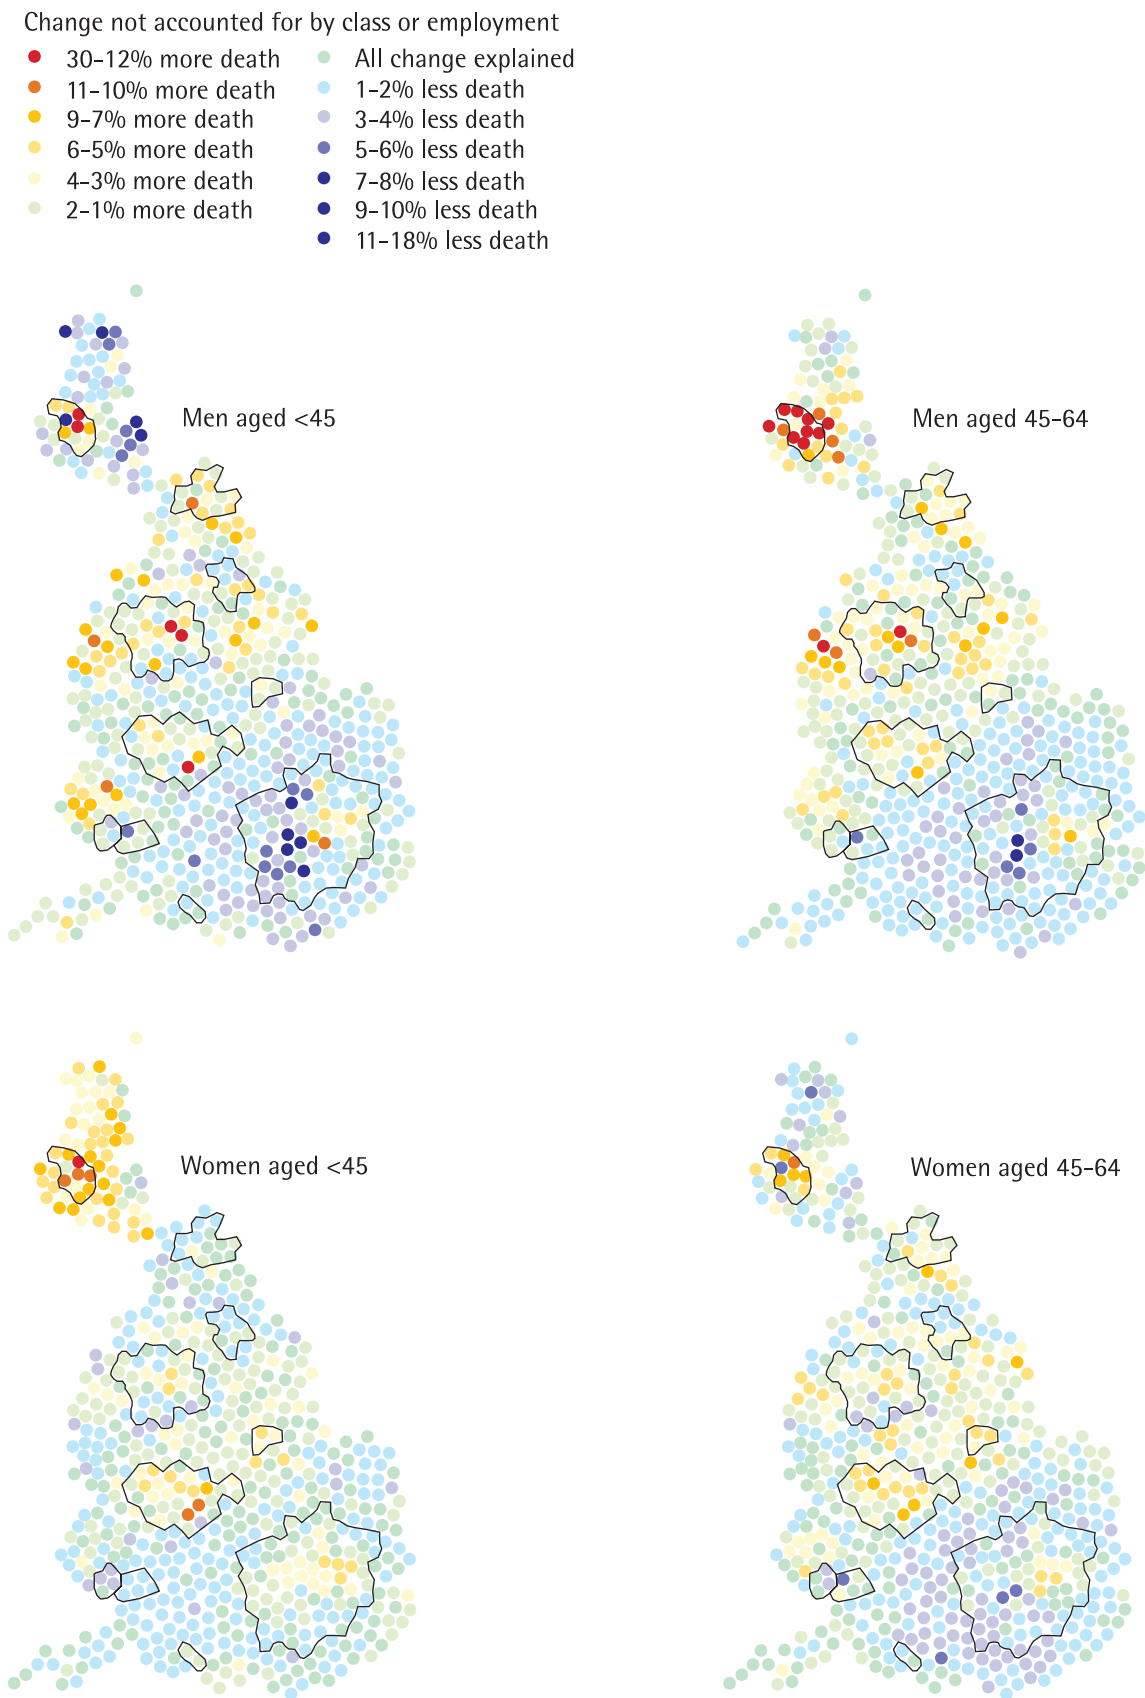 Change not accounted for by class or employment
30–12% more death
11–10% more death
9–7% more death
6–5% more death
4–3% more death
2–1% more death
All change explained
1–2% less death
3–4% less death
5–6% less death
7–8% less death
9–10% less death
11–18% less death
Men aged <45
Men aged 45-64
Women aged <45
Women aged 45-64